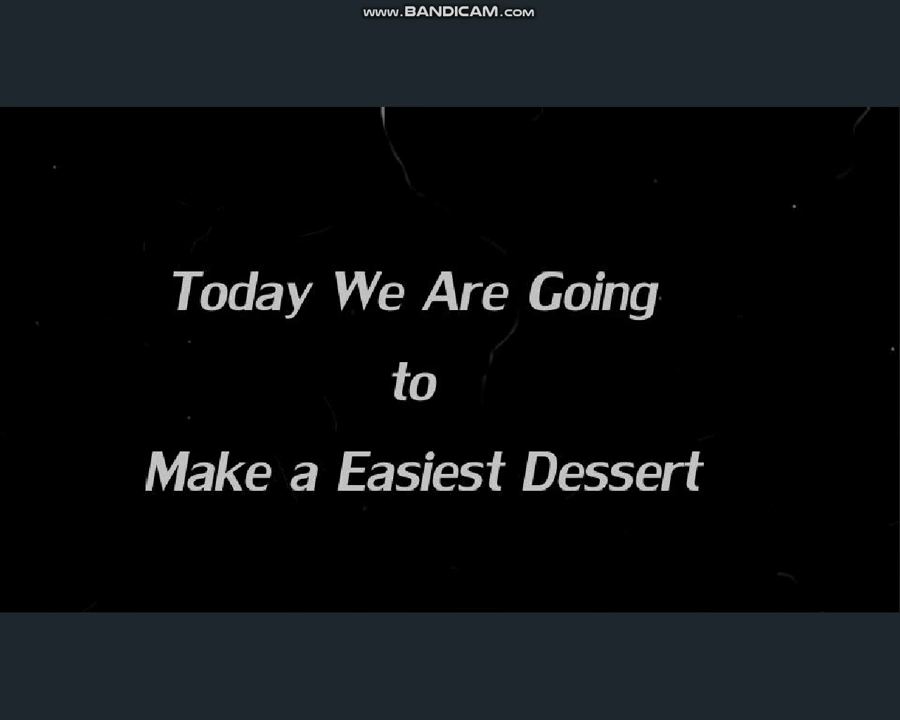 www.BANDICAM.com
Today We Are Going
to
Make a Easiest Dessert